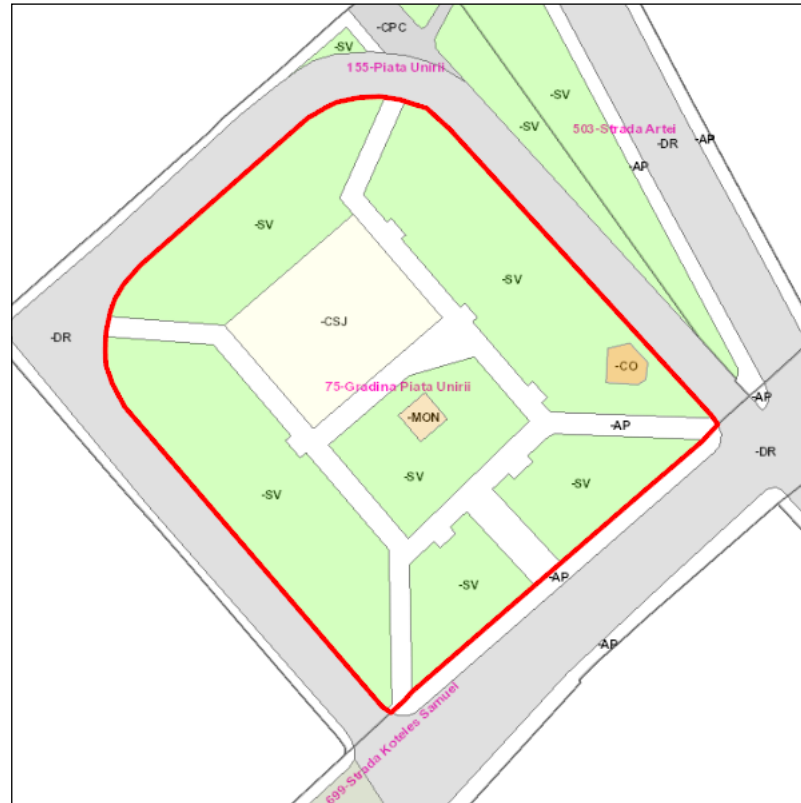 -CPC
-SV
155-Piata Unirii
-SV
-SV
503-Strada Artei
-AP
-DR
-AP
-SV
-SV
-CSJ
-DR
-CO
75-Gradina Piata Unirii
-AP
-MON
-AP
-DR
-SV
-SV
-SV
-AP
-SV
-AP
699-Strada Koteles Samuel